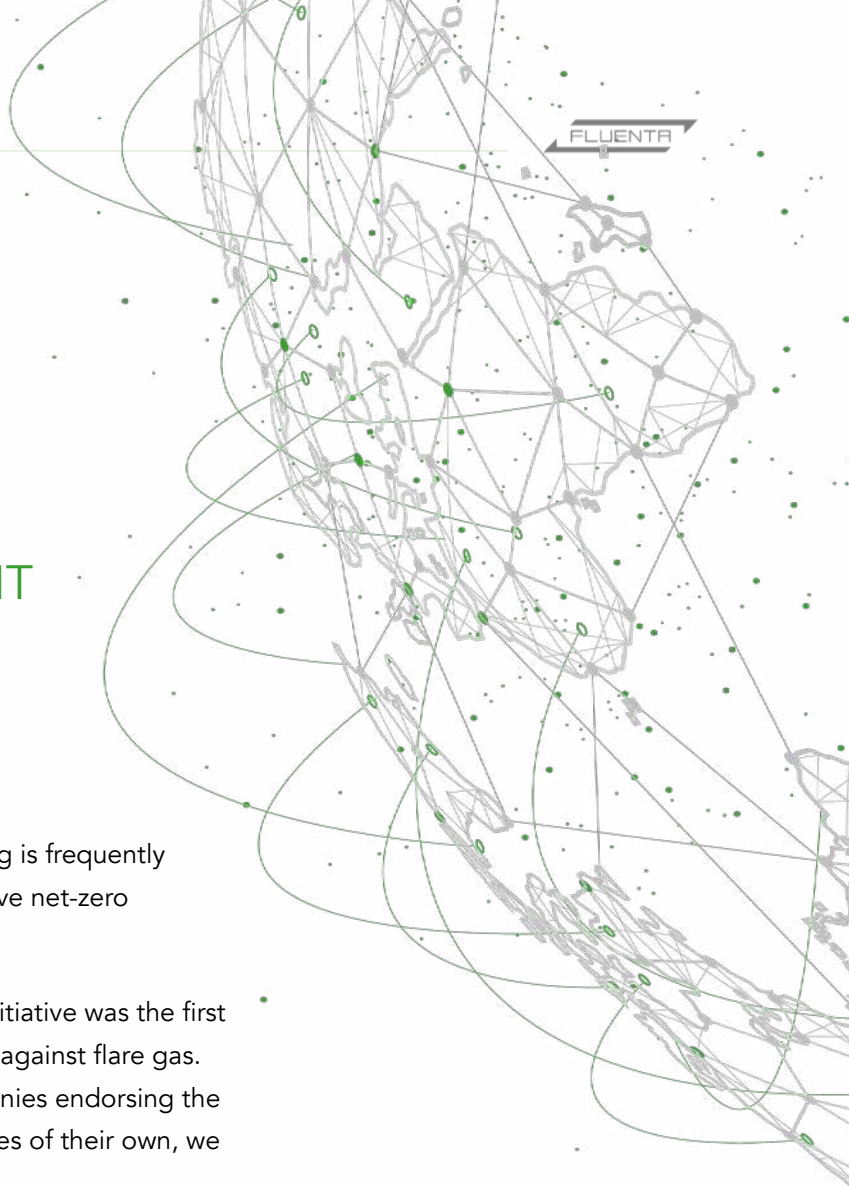 FLUENTA
IT
g is frequently
ve net-zero
itiative was the first
against flare gas.
nies endorsing the
es of their own, we